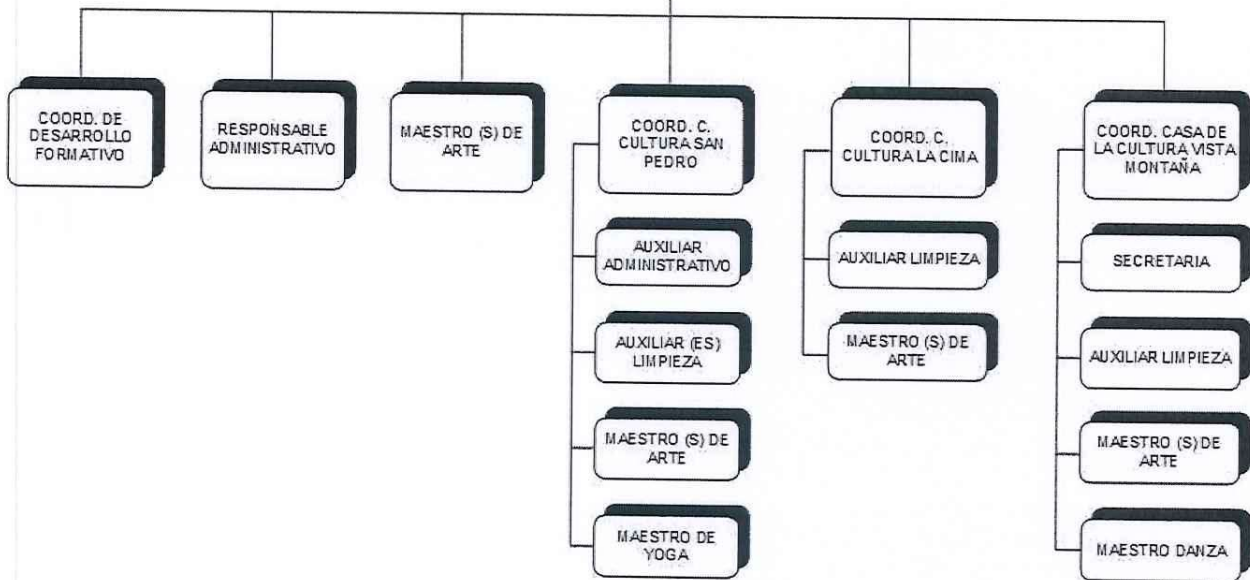 COORD. DE
DESARROLLO
FORMATIVO
RESPONSABLE
ADMINISTRATIVO
MAESTRO (S) DE
ARTE
COORD. C.
CULTURA SAN
PEDRO
AUXILIAR
ADMINISTRATIVO
AUXILIAR (ES)
LIMPIEZA
MAESTRO (S) DE
ARTE
MAESTRO DE
YOGA
COORD. C.
CULTURA LA CIMA
AUXILIAR LIMPIEZA
MAESTRO (S) DE
ARTE
COORD. CASA DE
LA CULTURA VISTA
MONTAÑA
SECRETARIA
AUXILIAR LIMPIEZA
MAESTRO (S) DE
ARTE
MAESTRO DANZA